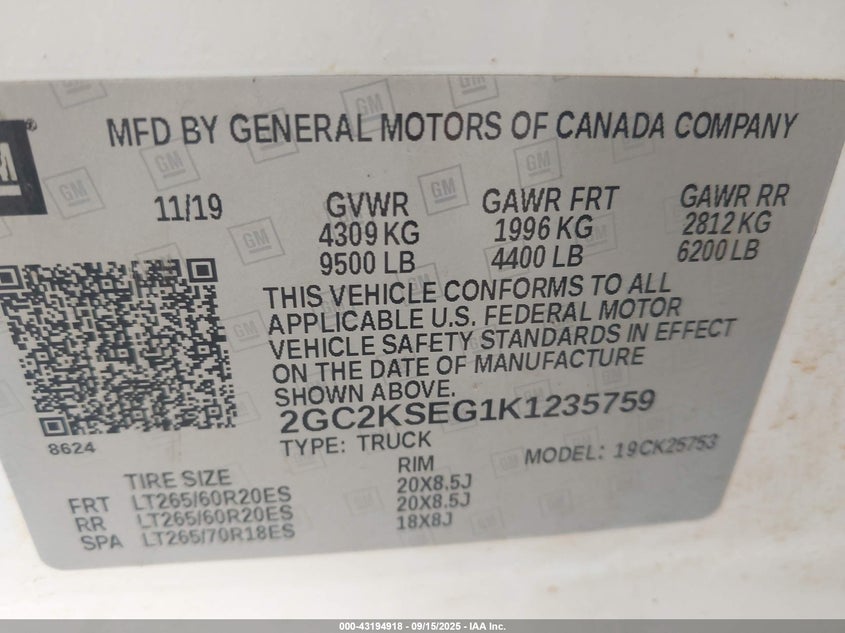 GM
®
MFD BY GENERAL MOTORS OF CANADA COMPANY
11/19
GVWR
4309 KG
9500 LB
GAWR FRT
1996 KG
4400 LB
GAWR RR
2812 KG
6200 LB
THIS VEHICLE CONFORMS TO ALL
APPLICABLE U.S. FEDERAL MOTOR
VEHICLE SAFETY STANDARDS IN EFFECT
ON THE DATE OF MANUFACTURE
SHOWN ABOVE.
2GC2KSEG1K1235759
8624
TYPE: TRUCK
MODEL: 19CK25753
TIRE SIZE RIM
FRT LT265/60R20ES 20X8.5J
RR LT265/60R20ES 20X8.5J
SPA LT265/70R18ES 18X8J
000-43194918 - 09/15/2025 - IAA Inc.